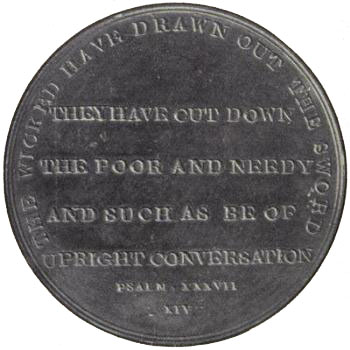 THE WICKED HAVE DRAWN OUT THE SWORD
THEY HAVE CUT DOWN
THE POOR AND NEEDY
AND SUCH AS BE OF
UPRIGHT CONVERSATION
PSALM · XXXVII
XIV